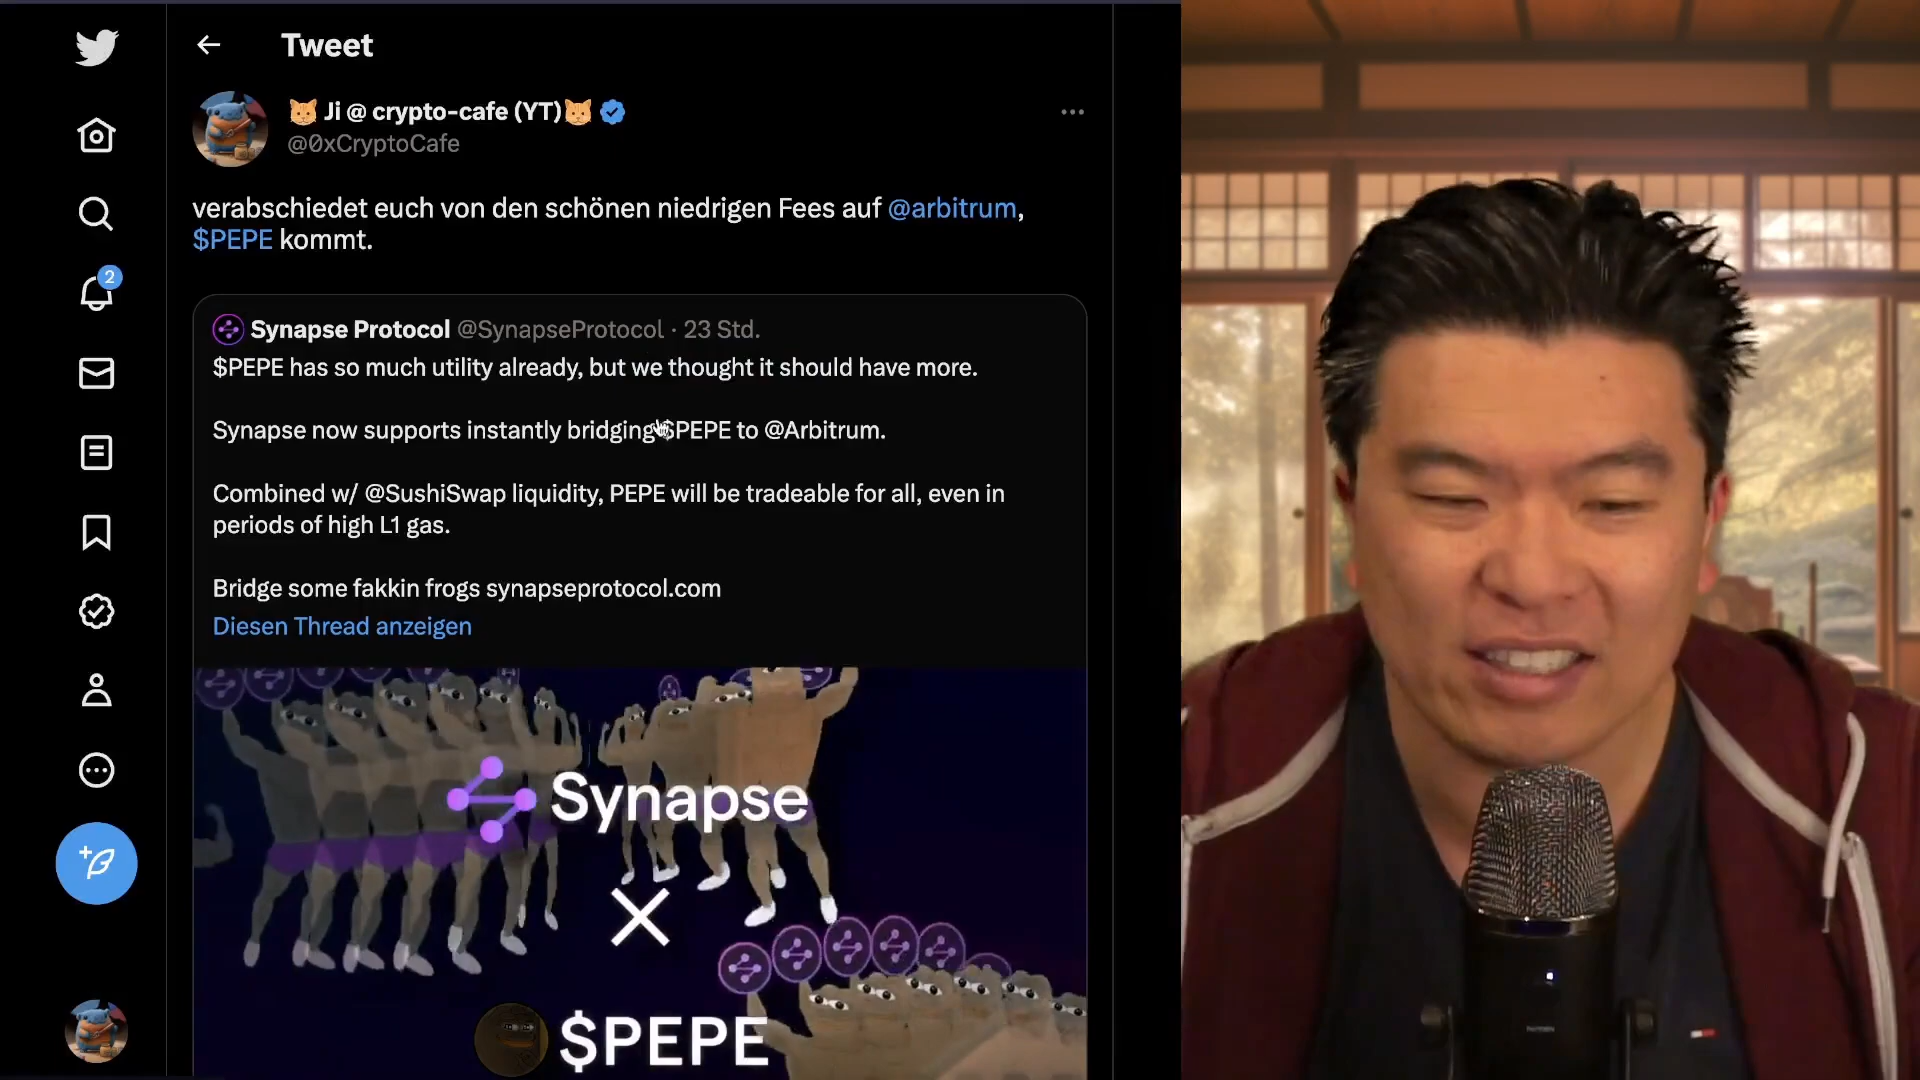 Tweet
🐱 Ji @ crypto-cafe (YT)🐱
@0xCryptoCafe
verabschiedet euch von den schönen niedrigen Fees auf @arbitrum,
$PEPE kommt.
2
Synapse Protocol @SynapseProtocol · 23 Std.
$PEPE has so much utility already, but we thought it should have more.
Synapse now supports instantly bridging $PEPE to @Arbitrum.
Combined w/ @SushiSwap liquidity, PEPE will be tradeable for all, even in
periods of high L1 gas.
Bridge some fakkin frogs synapseprotocol.com
Diesen Thread anzeigen
Synapse
$PEPE